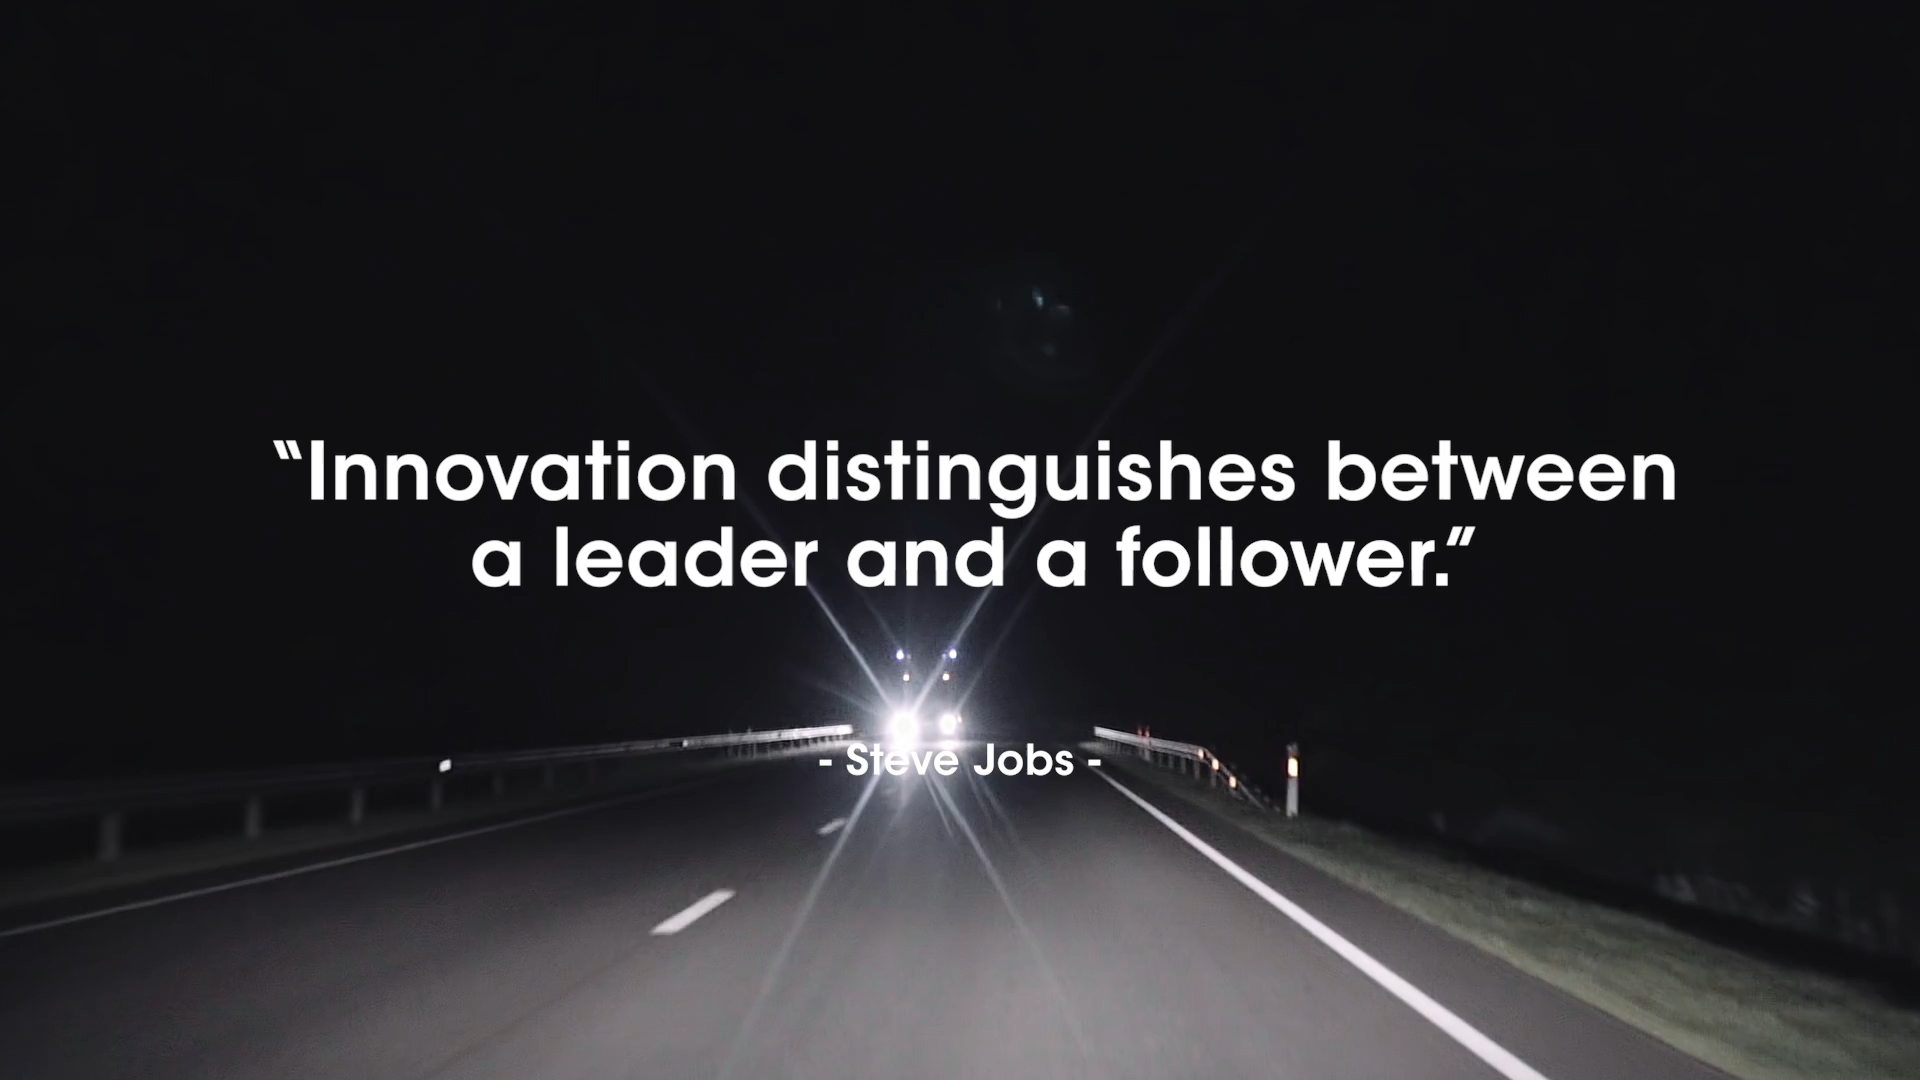 “Innovation distinguishes between
a leader and a follower.”
- Steve Jobs -